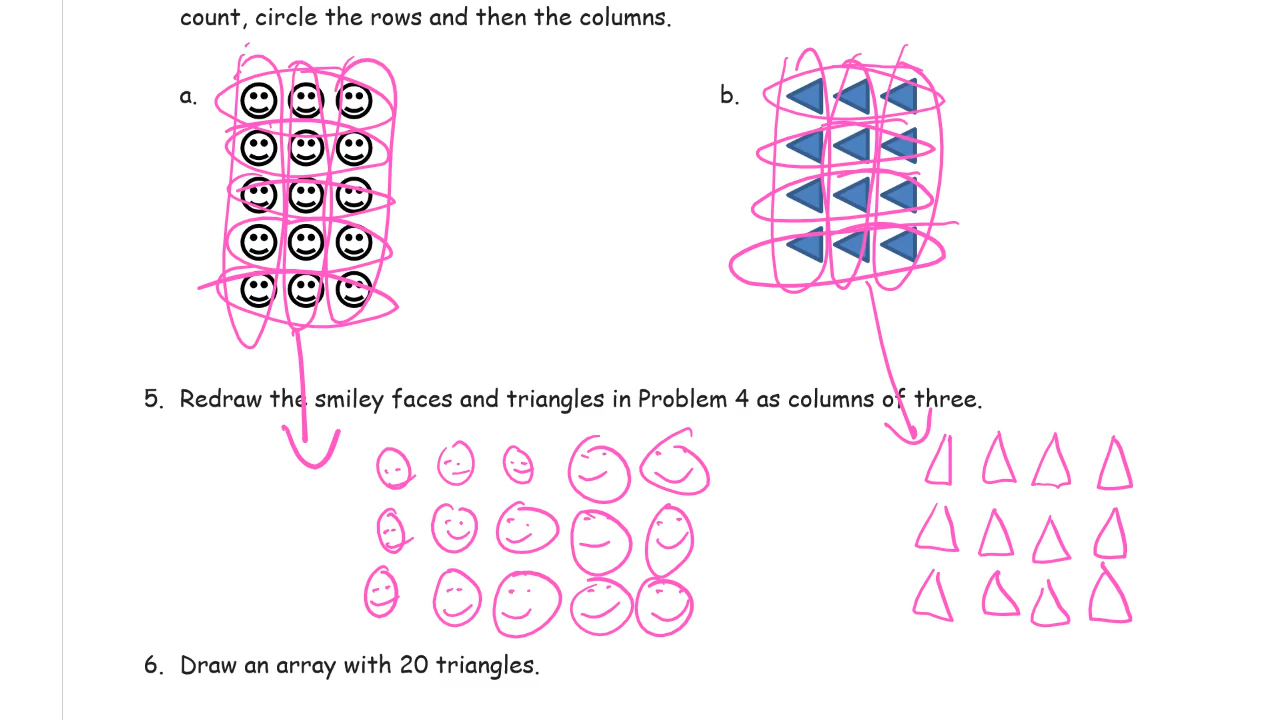 count, circle the rows and then the columns.
a.
b.
5. Redraw the smiley faces and triangles in Problem 4 as columns of three.
6. Draw an array with 20 triangles.